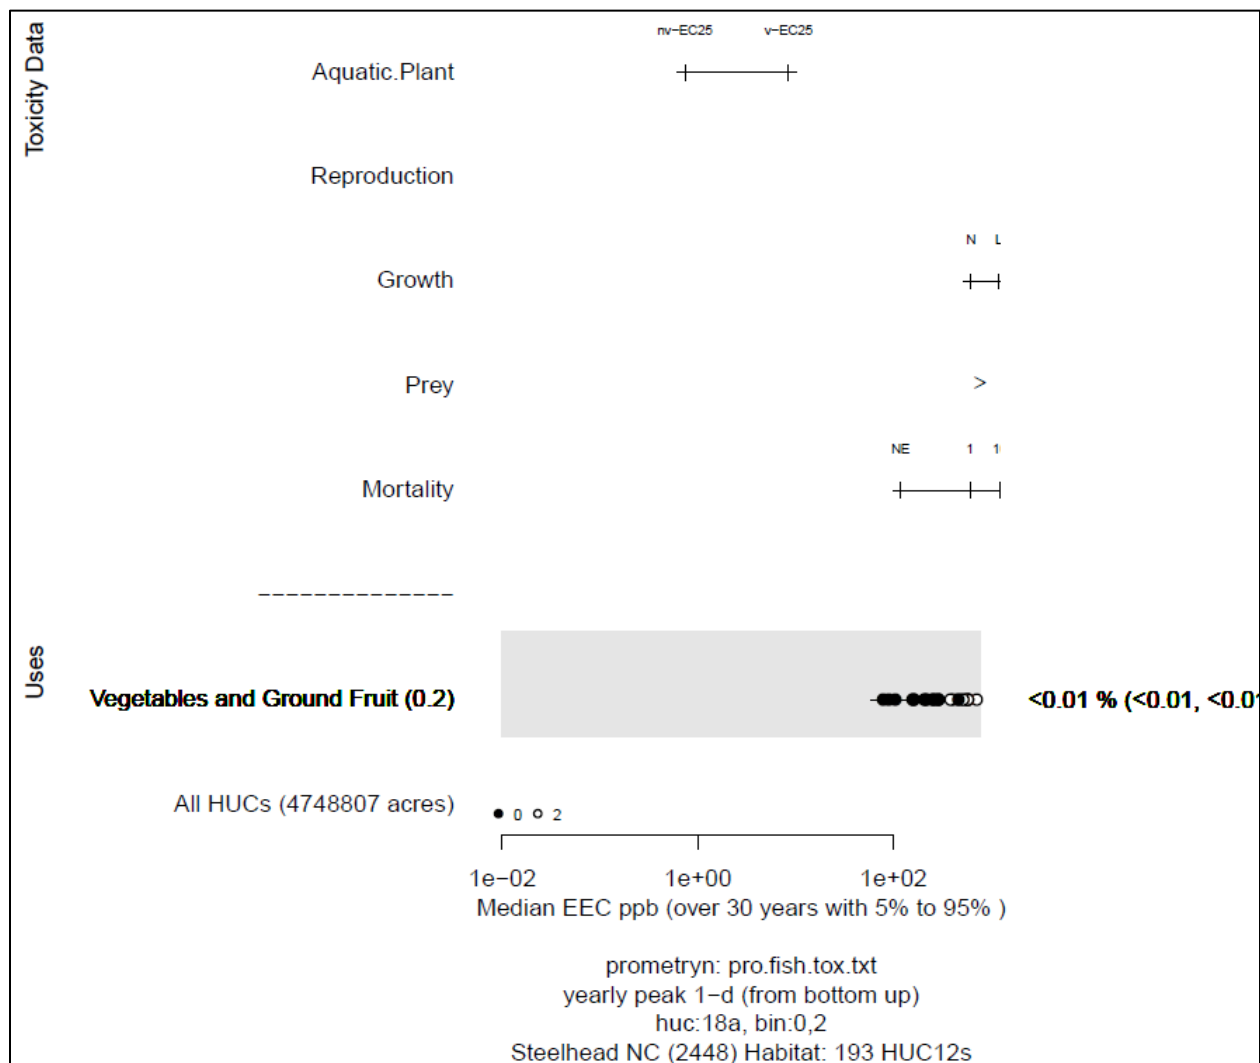 Toxicity Data
nv−EC25 v−EC25
Aquatic.Plant
Reproduction
N L
Growth
Prey >
NE 1 1
Mortality
−−−−−−−−−−−−−−
Uses
Vegetables and Ground Fruit (0.2) <0.01 % (<0.01, <0.01
All HUCs (4748807 acres)
0 2
1e−02 1e+00 1e+02
Median EEC ppb (over 30 years with 5% to 95% )
prometryn: pro.fish.tox.txt
yearly peak 1−d (from bottom up)
huc:18a, bin:0,2
Steelhead NC (2448) Habitat: 193 HUC12s